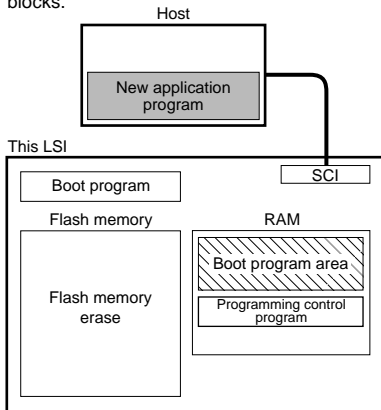 blocks.
Host
New application
program
This LSI
SCI
Boot program
Flash memory
RAM
Boot program area
Flash memory
erase
Programming control
program